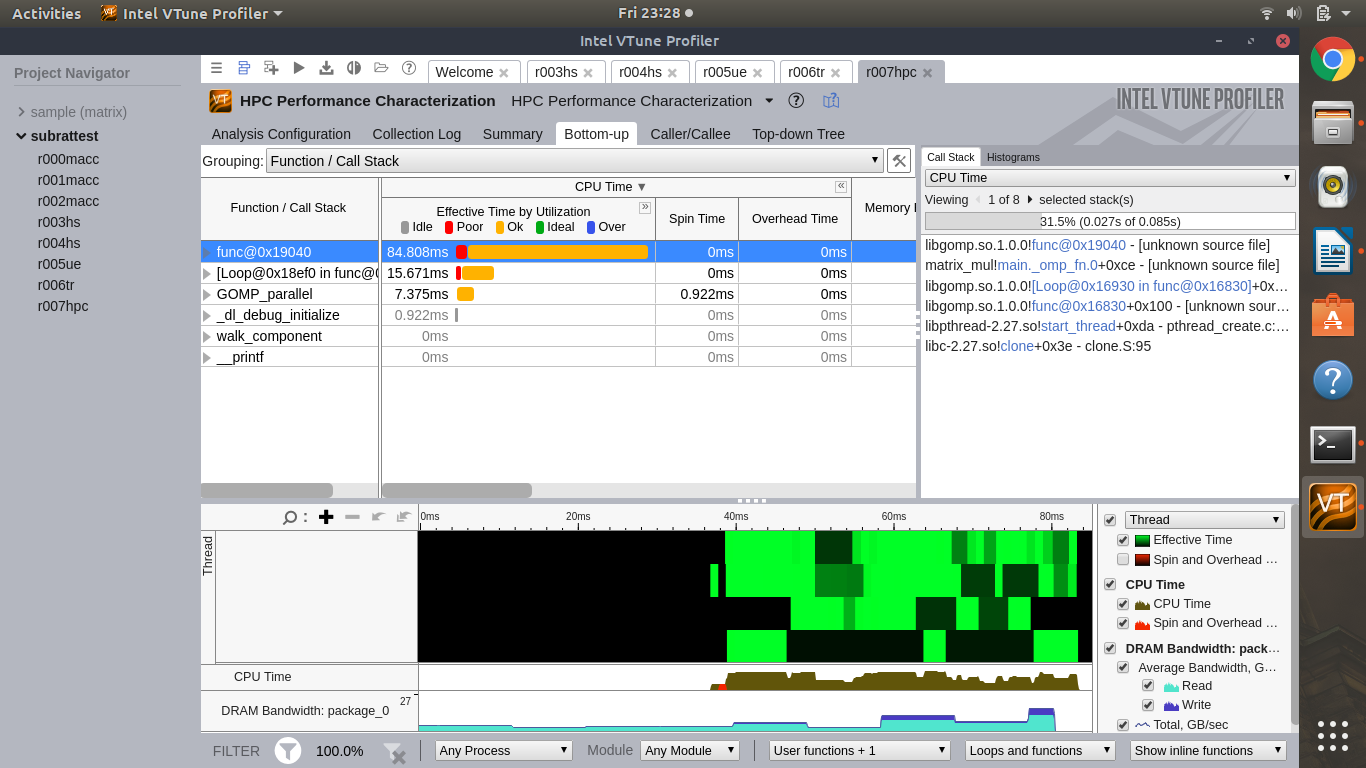 Activities Intel VTune Profiler Fri 23:28
Intel VTune Profiler
Project Navigator
sample (matrix)
subrattest
r000macc
r001macc
r002macc
r003hs
r004hs
r005ue
r006tr
r007hpc
Welcome r003hs r004hs r005ue r006tr r007hpc
VT HPC Performance Characterization HPC Performance Characterization INTEL VTUNE PROFILER
Analysis Configuration Collection Log Summary Bottom-up Caller/Callee Top-down Tree
Grouping: Function / Call Stack
Function / Call Stack
CPU Time
Effective Time by Utilization
Idle Poor Ok Ideal Over
Spin Time Overhead Time Memory
func@0x19040 84.808ms 0ms 0ms
[Loop@0x18ef0 in func@ 15.671ms 0ms 0ms
GOMP_parallel 7.375ms 0.922ms 0ms
_dl_debug_initialize 0.922ms 0ms 0ms
walk_component 0ms 0ms 0ms
__printf 0ms 0ms 0ms
Call Stack Histograms
CPU Time
Viewing 1 of 8 selected stack(s)
31.5% (0.027s of 0.085s)
libgomp.so.1.0.0!func@0x19040 - [unknown source file]
matrix_mul!main._omp_fn.0+0xce - [unknown source file]
libgomp.so.1.0.0![Loop@0x16930 in func@0x16830]+0x…
libgomp.so.1.0.0!func@0x16830+0x100 - [unknown sour…
libpthread-2.27.so!start_thread+0xda - pthread_create.c:…
libc-2.27.so!clone+0x3e - clone.S:95
0ms 20ms 40ms 60ms 80ms
Thread
CPU Time
DRAM Bandwidth: package_0 27
Thread
Effective Time
Spin and Overhead …
CPU Time
CPU Time
Spin and Overhead …
DRAM Bandwidth: pack…
Average Bandwidth, G…
Read
Write
Total, GB/sec
FILTER 100.0% Any Process Module Any Module User functions + 1 Loops and functions Show inline functions
VT